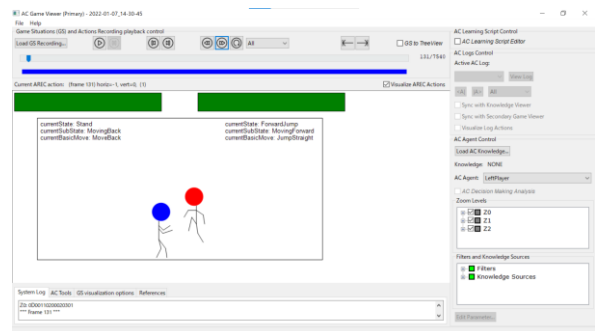 AC Game Viewer (Primary) - 2022-01-07_14-30-45
File Help
Game Situations (GS) and Actions Recording playback control
Load GS Recording...
All
GS to TreeView
131/7540
Current AREC action: (frame 131) horiz=-1, vert=0, (1)
Visualize AREC Actions
currentState: Stand
currentSubState: MovingBack
currentBasicMove: MoveBack
currentState: ForwardJump
currentSubState: MovingForward
currentBasicMove: JumpStraight
System Log AC Tools GS visualization options References
*** Frame 131 ***
AC Learning Script Control
AC Learning Script Editor
AC Logs Control
Active AC Log:
View Log
All
Sync with Knowledge Viewer
Sync with Secondary Game Viewer
Visualize Log Actions
AC Agent Control
Load AC Knowledge...
Knowledge: NONE
AC Agent: LeftPlayer
AC Decision Making Analysis
Zoom Levels
Z0
Z1
Z2
Filters and Knowledge Sources
Filters
Knowledge Sources
Edit Parameter...